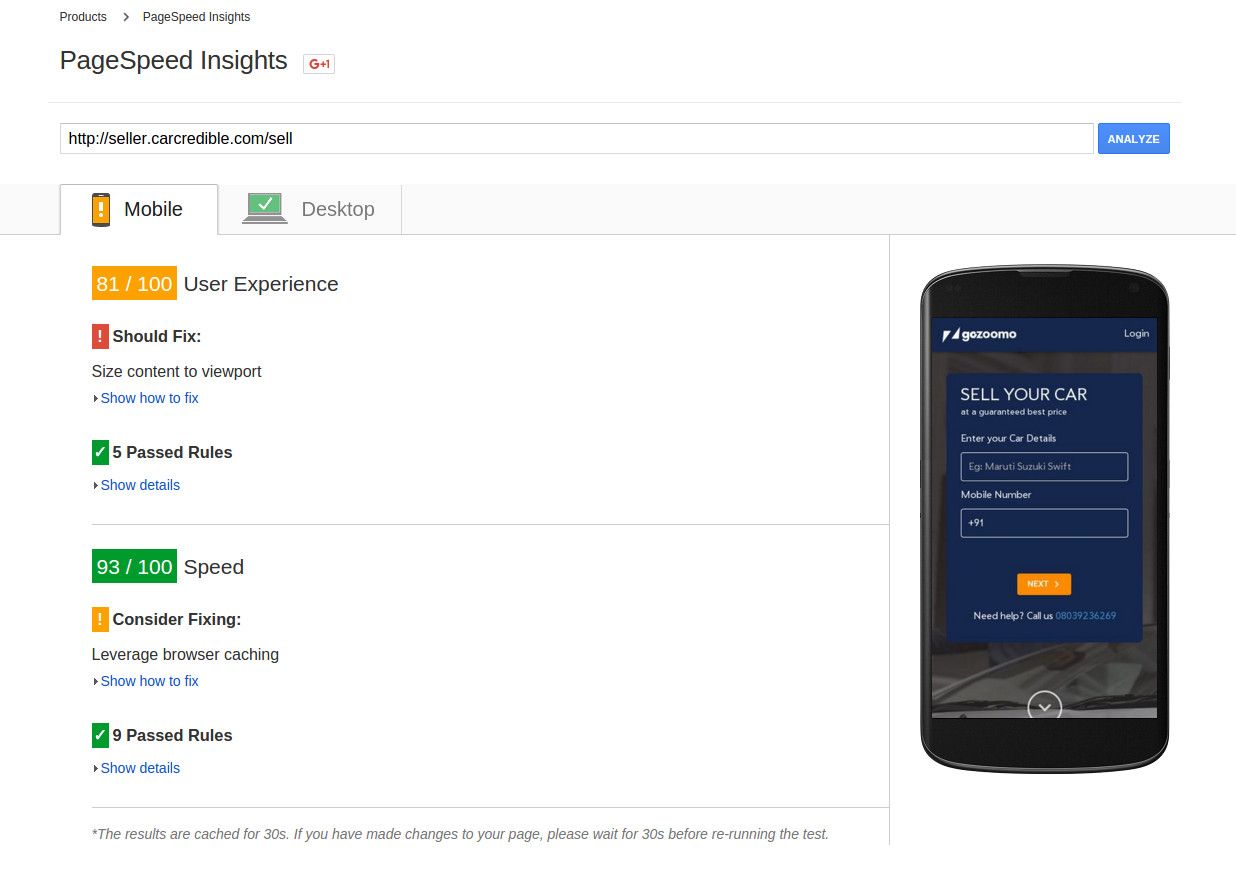 Products > PageSpeed Insights
PageSpeed Insights G+1
http://seller.carcredible.com/sell ANALYZE
! Mobile ✓ Desktop
81 / 100 User Experience
! Should Fix:
Size content to viewport
Show how to fix
✓ 5 Passed Rules
Show details
93 / 100 Speed
! Consider Fixing:
Leverage browser caching
Show how to fix
✓ 9 Passed Rules
Show details
*The results are cached for 30s. If you have made changes to your page, please wait for 30s before re-running the test.
gozoomo Login
SELL YOUR CAR
at a guaranteed best price
Enter your Car Details
Eg: Maruti Suzuki Swift
Mobile Number
+91
NEXT >
Need help? Call us 08039236269